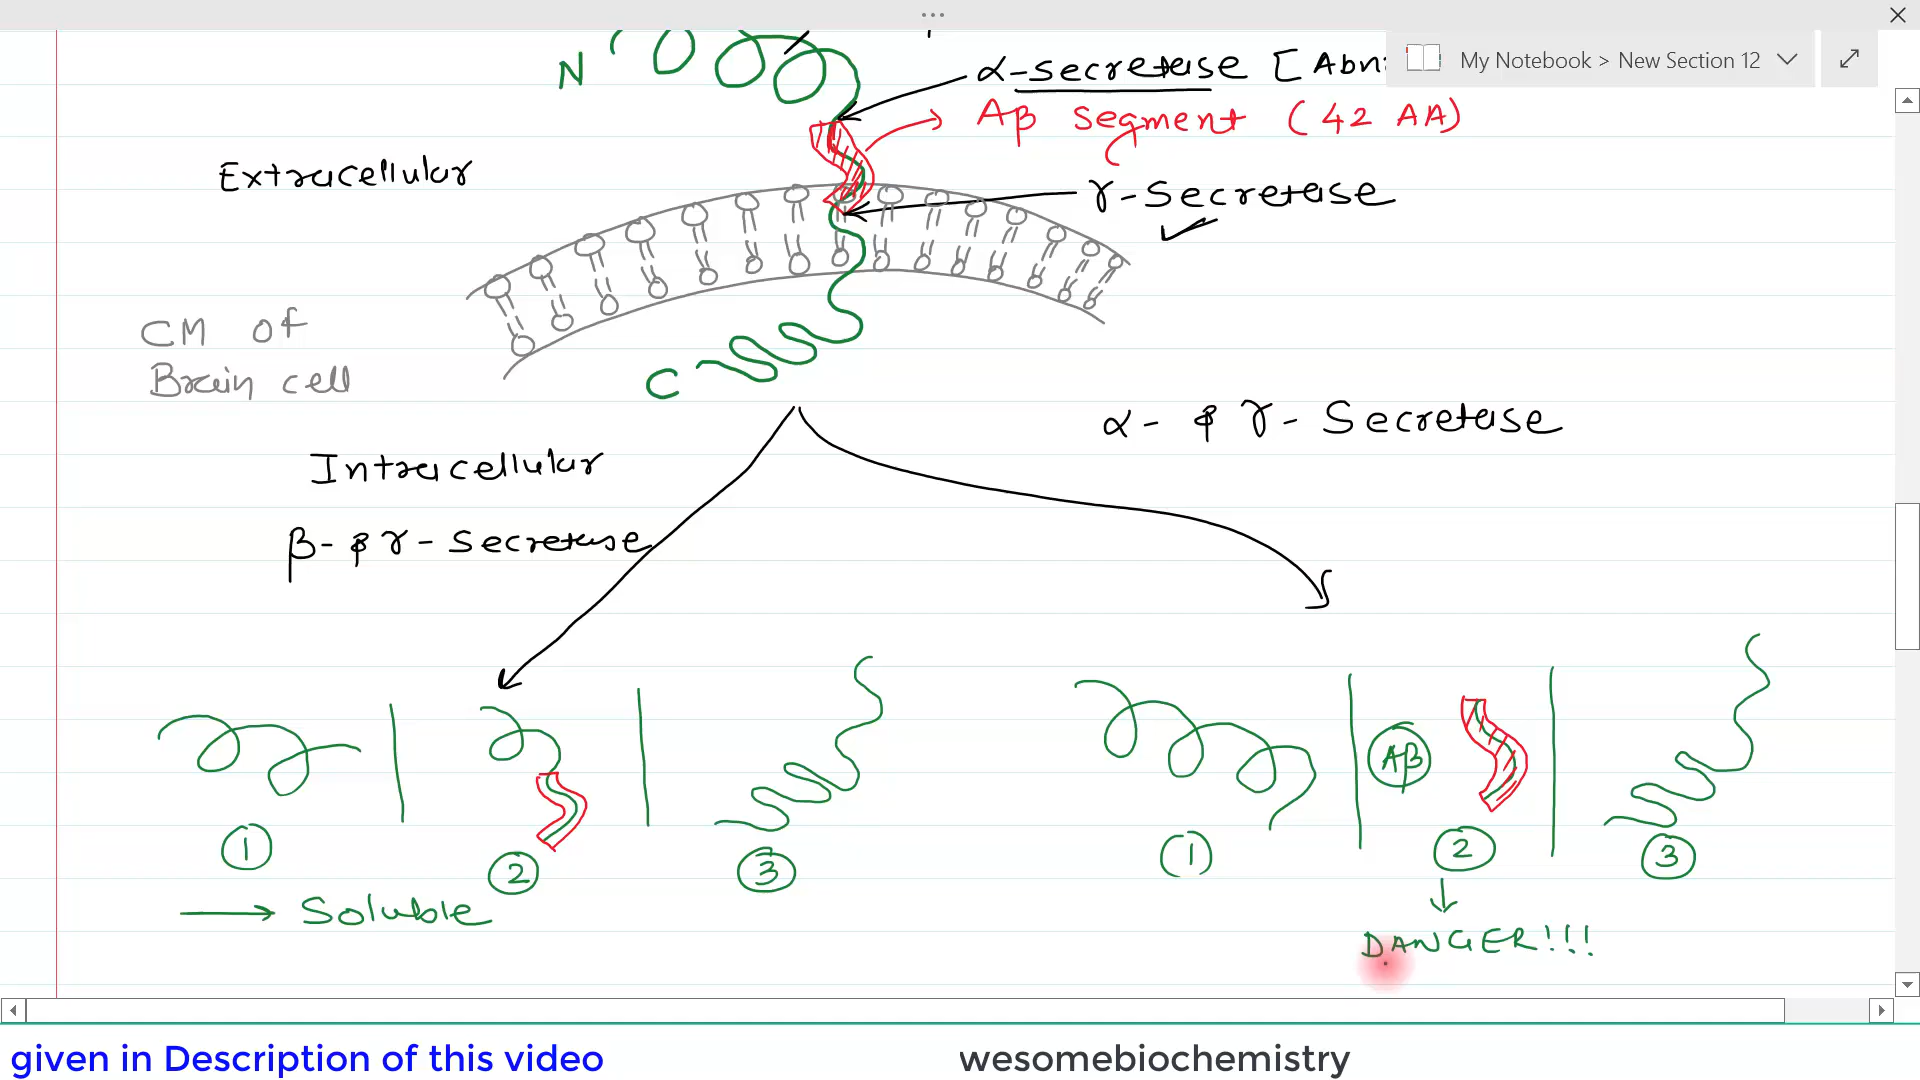 N
α-secretase [Abn
My Notebook > New Section 12
Aβ segment (42 AA)
Extracellular
γ-Secretase
CM of
Brain cell
C
α- & γ- Secretase
Intracellular
β- & γ- Secretase
Aβ
1
2
3
1
2
3
→ Soluble
DANGER!!!
given in Description of this video
wesomebiochemistry